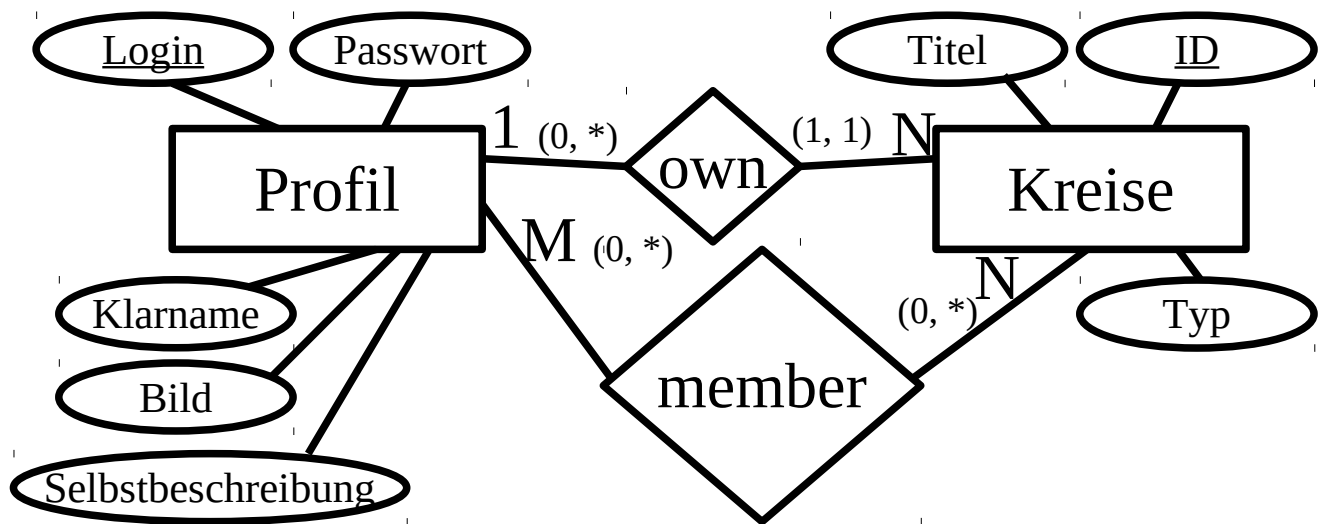 Login
Passwort
Titel
ID
1 (0, *)
(1, 1) N
Profil
own
Kreise
M (0, *)
N
(0, *)
Klarname
Typ
member
Bild
Selbstbeschreibung